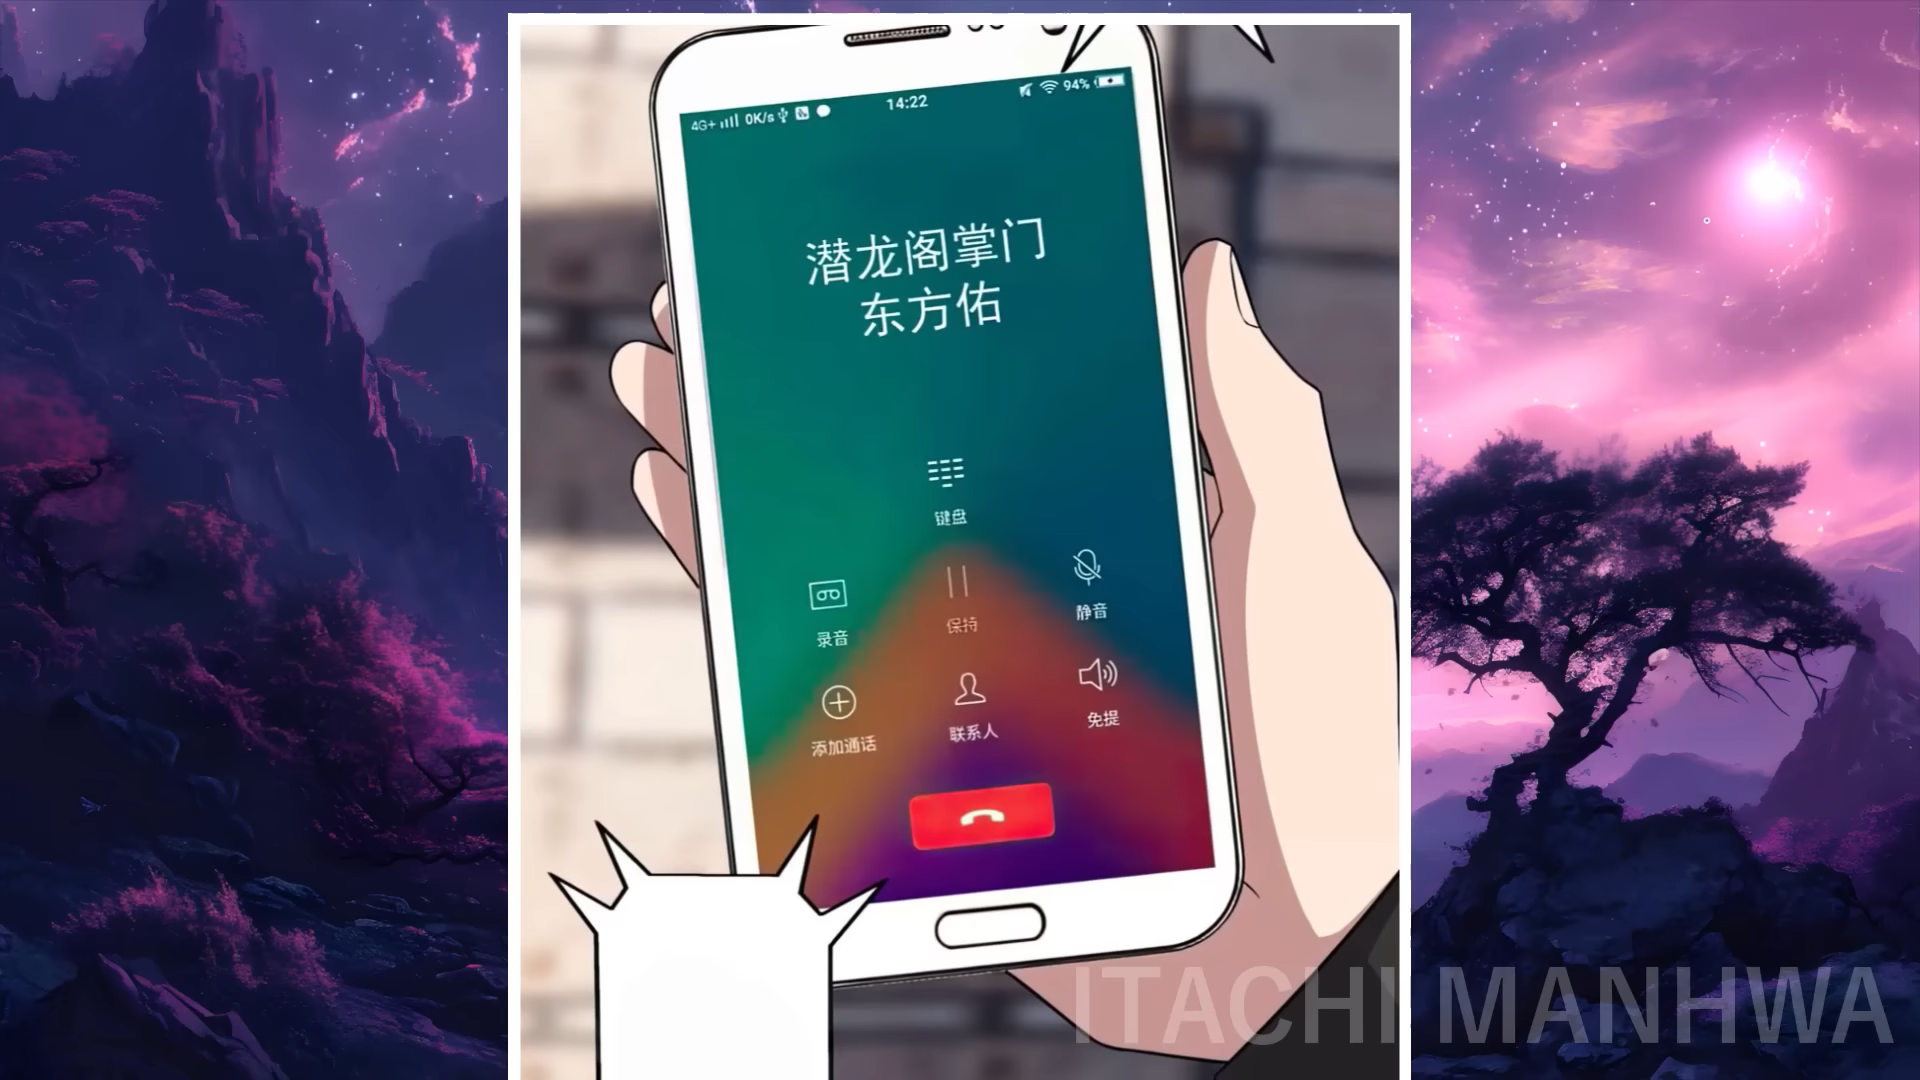 4G+ 0K/s 14:22 94%
潜龙阁掌门
东方佑
键盘
录音 保持 静音
添加通话 联系人 免提
ITACHI MANHWA